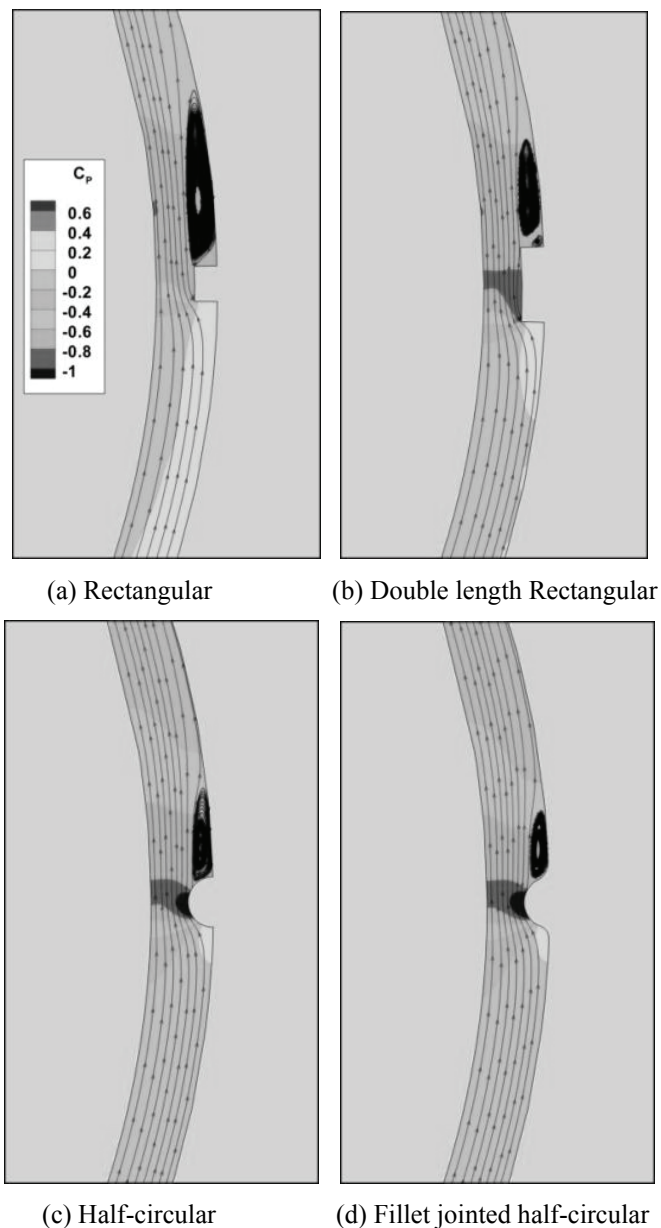 C_P
0.6
0.4
0.2
0
-0.2
-0.4
-0.6
-0.8
-1
(a) Rectangular
(b) Double length Rectangular
(c) Half-circular
(d) Fillet jointed half-circular